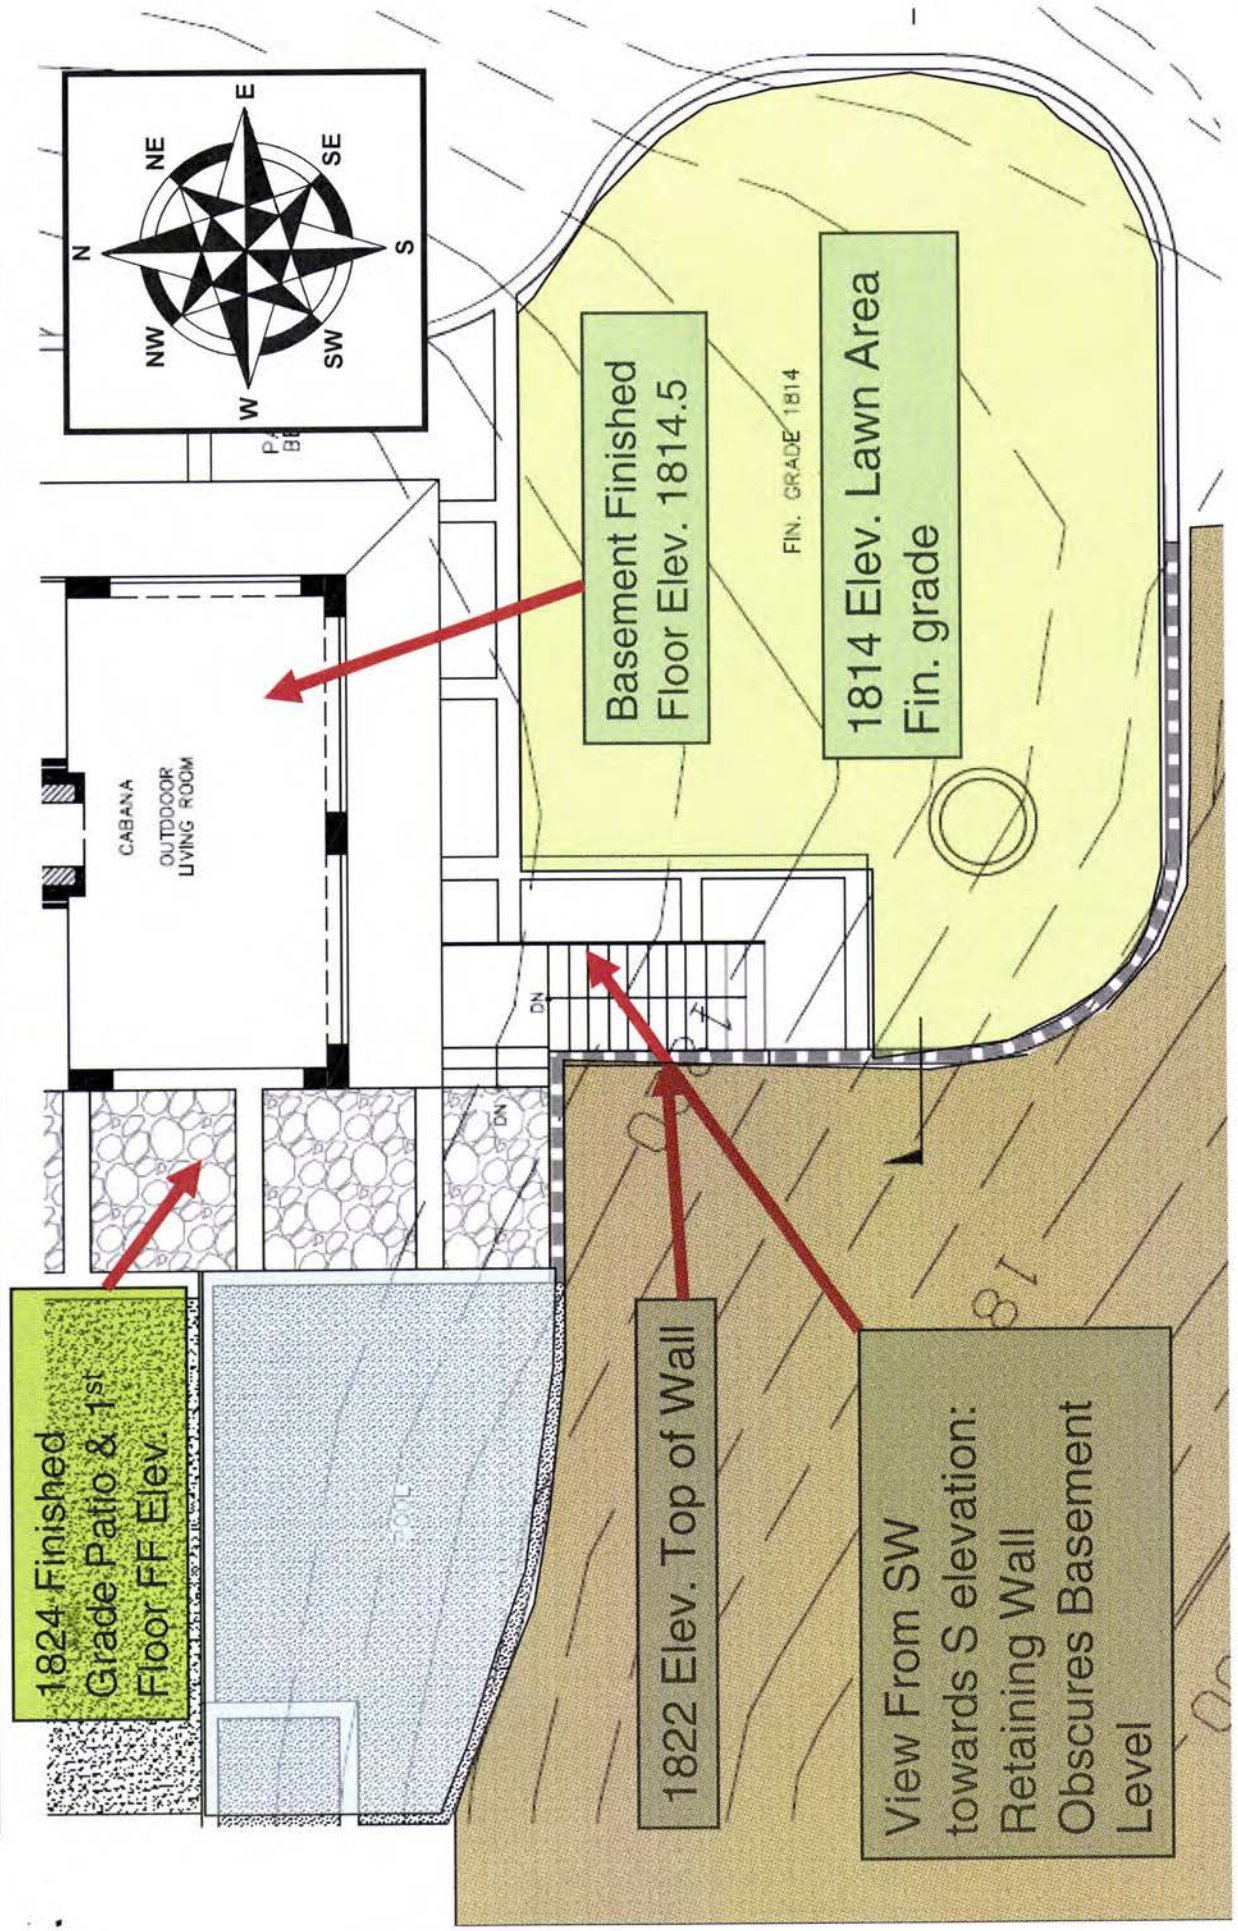 1824 Finished
Grade Patio & 1st
Floor FF Elev.
N
NE
E
SE
S
SW
W
NW
CABANA
OUTDOOOR
LIVING ROOM
DN
DN
POOL
Basement Finished
Floor Elev. 1814.5
FIN. GRADE 1814
1814 Elev. Lawn Area
Fin. grade
1822 Elev. Top of Wall
View From SW
towards S elevation:
Retaining Wall
Obscures Basement
Level
18